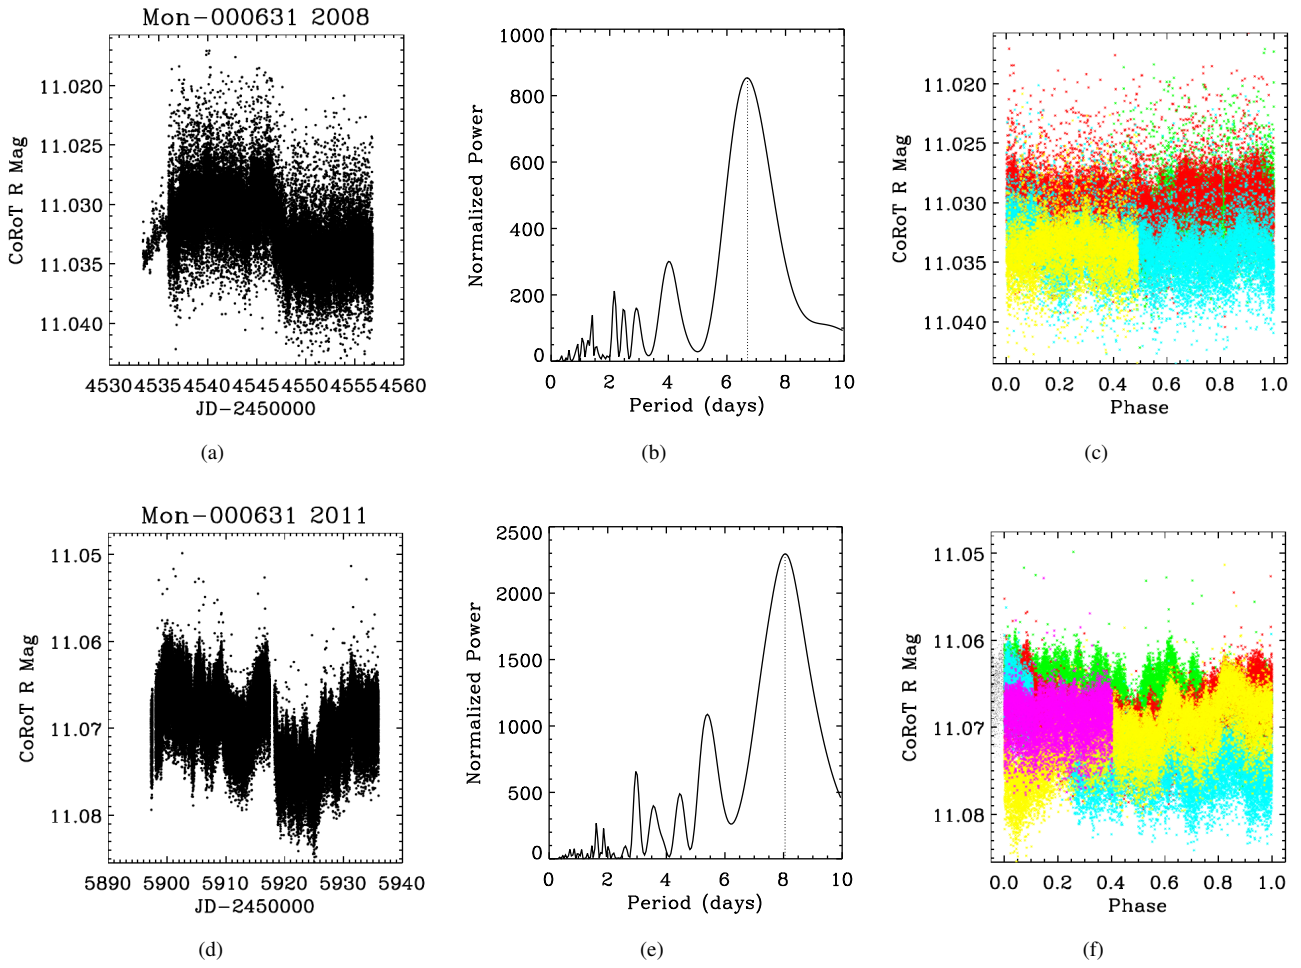 Mon-000631 2008
CoRoT R Mag
11.020
11.025
11.030
11.035
11.040
4530 4535 4540 4545 4550 4555 4560
JD-2450000
(a)
Normalized Power
1000
800
600
400
200
0
0 2 4 6 8 10
Period (days)
(b)
CoRoT R Mag
11.020
11.025
11.030
11.035
11.040
0.0 0.2 0.4 0.6 0.8 1.0
Phase
(c)
Mon-000631 2011
CoRoT R Mag
11.05
11.06
11.07
11.08
5890 5900 5910 5920 5930 5940
JD-2450000
(d)
Normalized Power
2500
2000
1500
1000
500
0
0 2 4 6 8 10
Period (days)
(e)
CoRoT R Mag
11.05
11.06
11.07
11.08
0.0 0.2 0.4 0.6 0.8 1.0
Phase
(f)